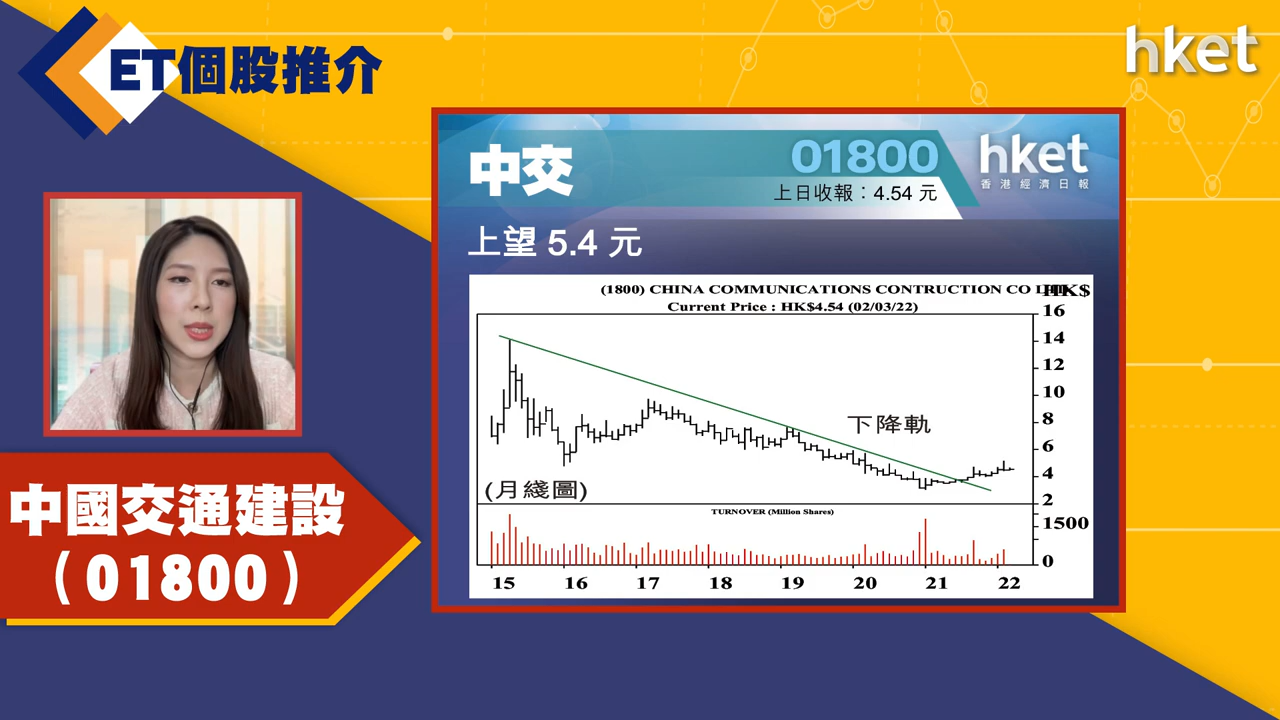 ET個股推介
hket
中交
01800
上日收報：4.54 元
hket
香港經濟日報
上望 5.4 元
(1800) CHINA COMMUNICATIONS CONTRUCTION CO LTD
HK$
Current Price : HK$4.54 (02/03/22)
16
14
12
10
8
6
4
2
下降軌
(月綫圖)
TURNOVER (Million Shares)
1500
0
15 16 17 18 19 20 21 22
中國交通建設
（01800）